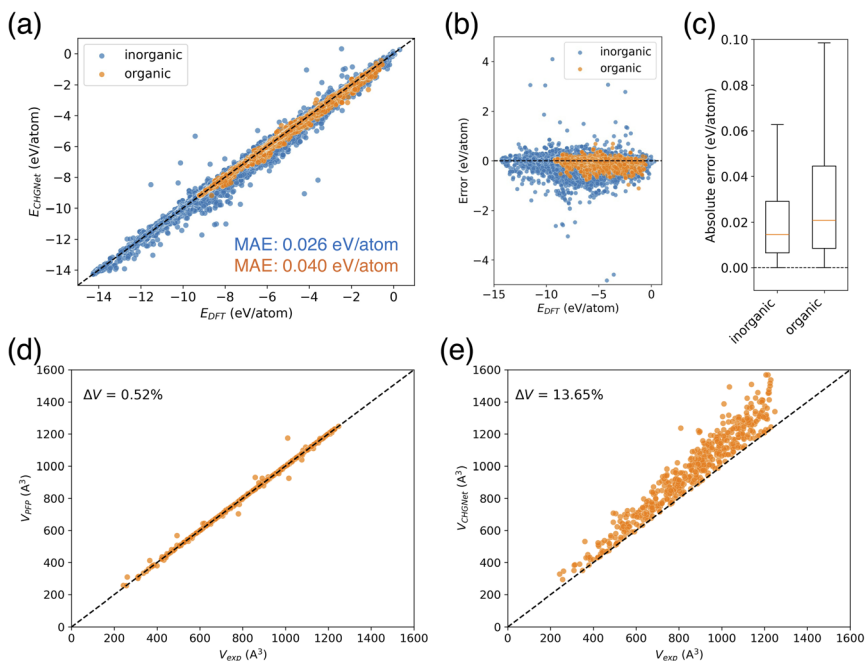 (a)
inorganic
organic
MAE: 0.026 eV/atom
MAE: 0.040 eV/atom
E_CHGNet (eV/atom)
0
−2
−4
−6
−8
−10
−12
−14
−14
−12
−10
−8
−6
−4
−2
0
E_DFT (eV/atom)
(b)
inorganic
organic
Error (eV/atom)
4
2
0
−2
−4
−15
−10
−5
0
E_DFT (eV/atom)
(c)
Absolute error (eV/atom)
0.10
0.08
0.06
0.04
0.02
0.00
inorganic
organic
(d)
ΔV = 0.52%
V_PFP (A³)
1600
1400
1200
1000
800
600
400
200
0
0
200
400
600
800
1000
1200
1400
1600
V_exp (A³)
(e)
ΔV = 13.65%
V_CHGNet (A³)
1600
1400
1200
1000
800
600
400
200
0
0
200
400
600
800
1000
1200
1400
1600
V_exp (A³)